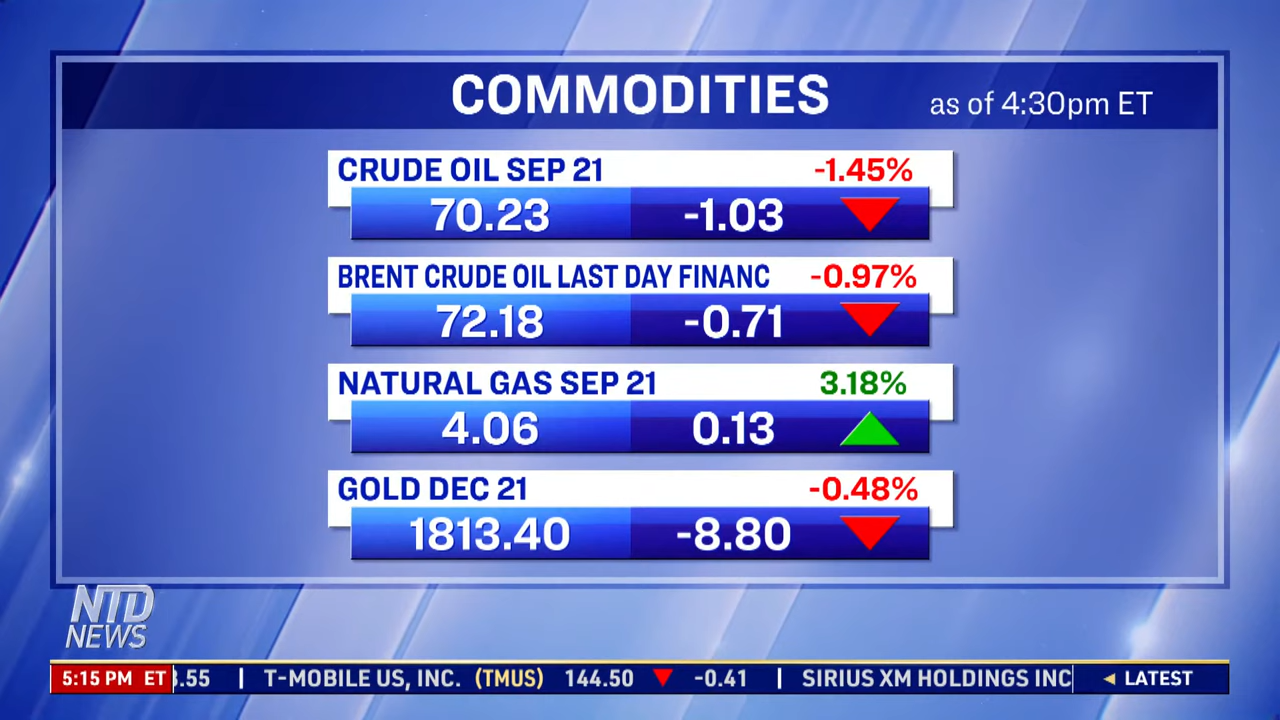 COMMODITIES as of 4:30pm ET
CRUDE OIL SEP 21 -1.45%
70.23 -1.03
BRENT CRUDE OIL LAST DAY FINANC -0.97%
72.18 -0.71
NATURAL GAS SEP 21 3.18%
4.06 0.13
GOLD DEC 21 -0.48%
1813.40 -8.80
NTD
NEWS
5:15 PM ET .55 | T-MOBILE US, INC. (TMUS) 144.50 -0.41 | SIRIUS XM HOLDINGS INC LATEST